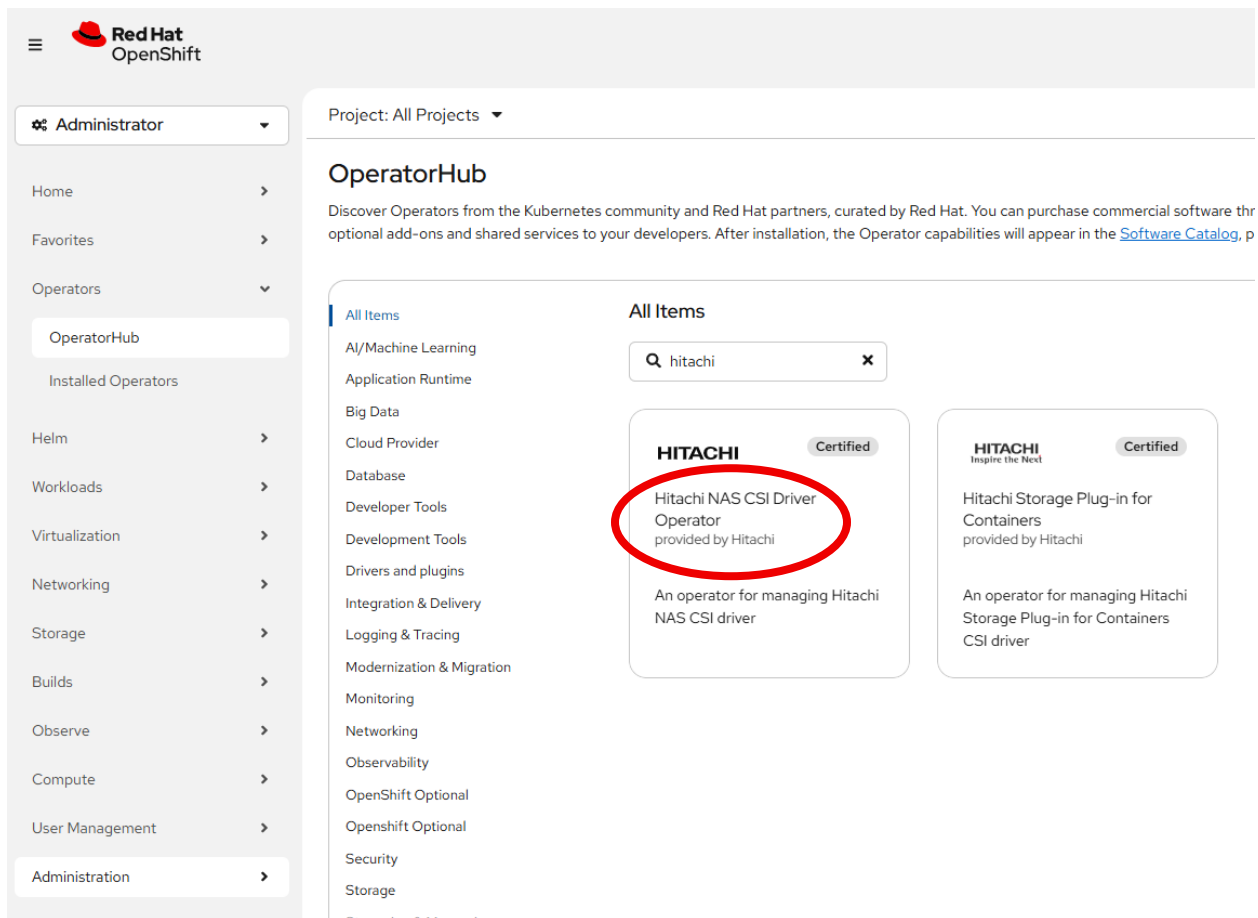 Red Hat
OpenShift
Administrator
Home
Favorites
Operators
OperatorHub
Installed Operators
Helm
Workloads
Virtualization
Networking
Storage
Builds
Observe
Compute
User Management
Administration
Project: All Projects
OperatorHub
Discover Operators from the Kubernetes community and Red Hat partners, curated by Red Hat. You can purchase commercial software
optional add-ons and shared services to your developers. After installation, the Operator capabilities will appear in the Software Catalog,
All Items
AI/Machine Learning
Application Runtime
Big Data
Cloud Provider
Database
Developer Tools
Development Tools
Drivers and plugins
Integration & Delivery
Logging & Tracing
Modernization & Migration
Monitoring
Networking
Observability
OpenShift Optional
Openshift Optional
Security
Storage
All Items
hitachi
HITACHI
Certified
Hitachi NAS CSI Driver
Operator
provided by Hitachi
An operator for managing Hitachi
NAS CSI driver
HITACHI
Inspire the Next
Certified
Hitachi Storage Plug-in for
Containers
provided by Hitachi
An operator for managing Hitachi
Storage Plug-in for Containers
CSI driver